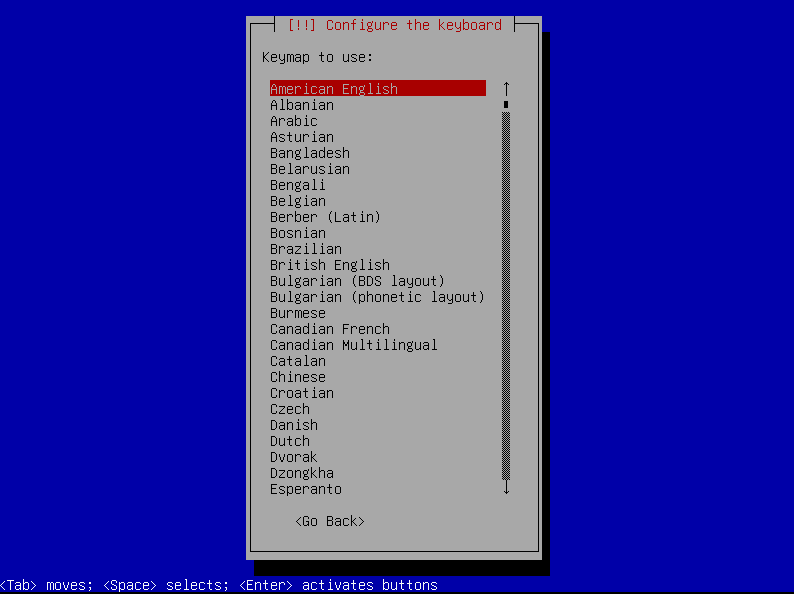 [!!] Configure the keyboard
Keymap to use:
American English
Albanian
Arabic
Asturian
Bangladesh
Belarusian
Bengali
Belgian
Berber (Latin)
Bosnian
Brazilian
British English
Bulgarian (BDS layout)
Bulgarian (phonetic layout)
Burmese
Canadian French
Canadian Multilingual
Catalan
Chinese
Croatian
Czech
Danish
Dutch
Dvorak
Dzongkha
Esperanto
<Go Back>
<Tab> moves; <Space> selects; <Enter> activates buttons